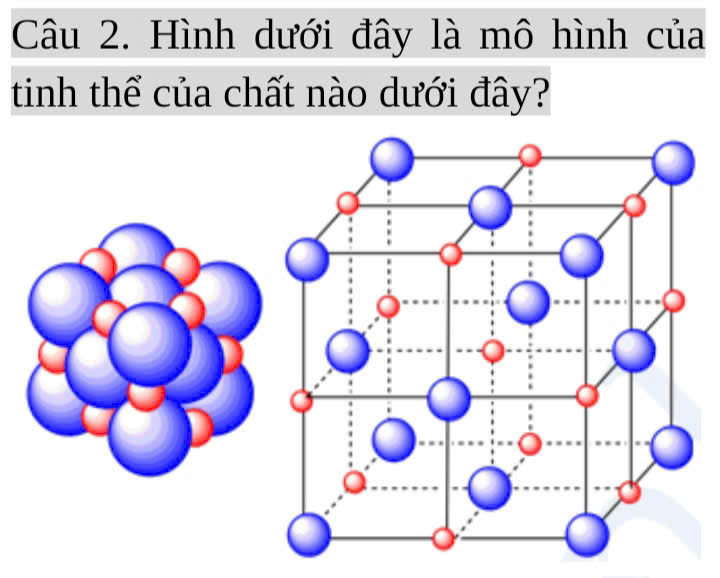 Câu 2. Hình dưới đây là mô hình của
tinh thể của chất nào dưới đây?